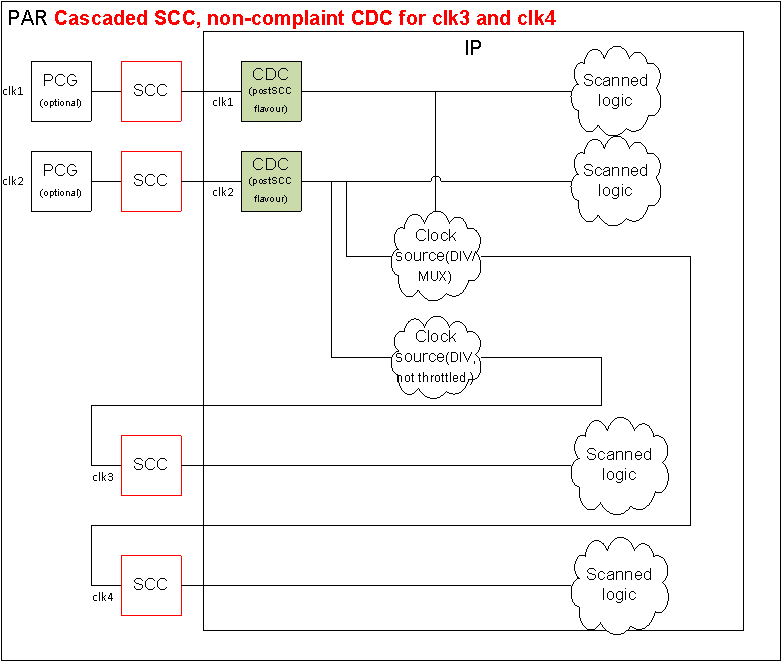 PAR Cascaded SCC, non-complaint CDC for clk3 and clk4
IP
clk1
PCG
(optional)
SCC
clk1
CDC
(postSCC
flavour)
Scanned
logic
clk2
PCG
(optional)
SCC
clk2
CDC
(postSCC
flavour)
Scanned
logic
Clock
source(DIV/
MUX)
Clock
source(DIV,
not throttled )
clk3
SCC
Scanned
logic
clk4
SCC
Scanned
logic